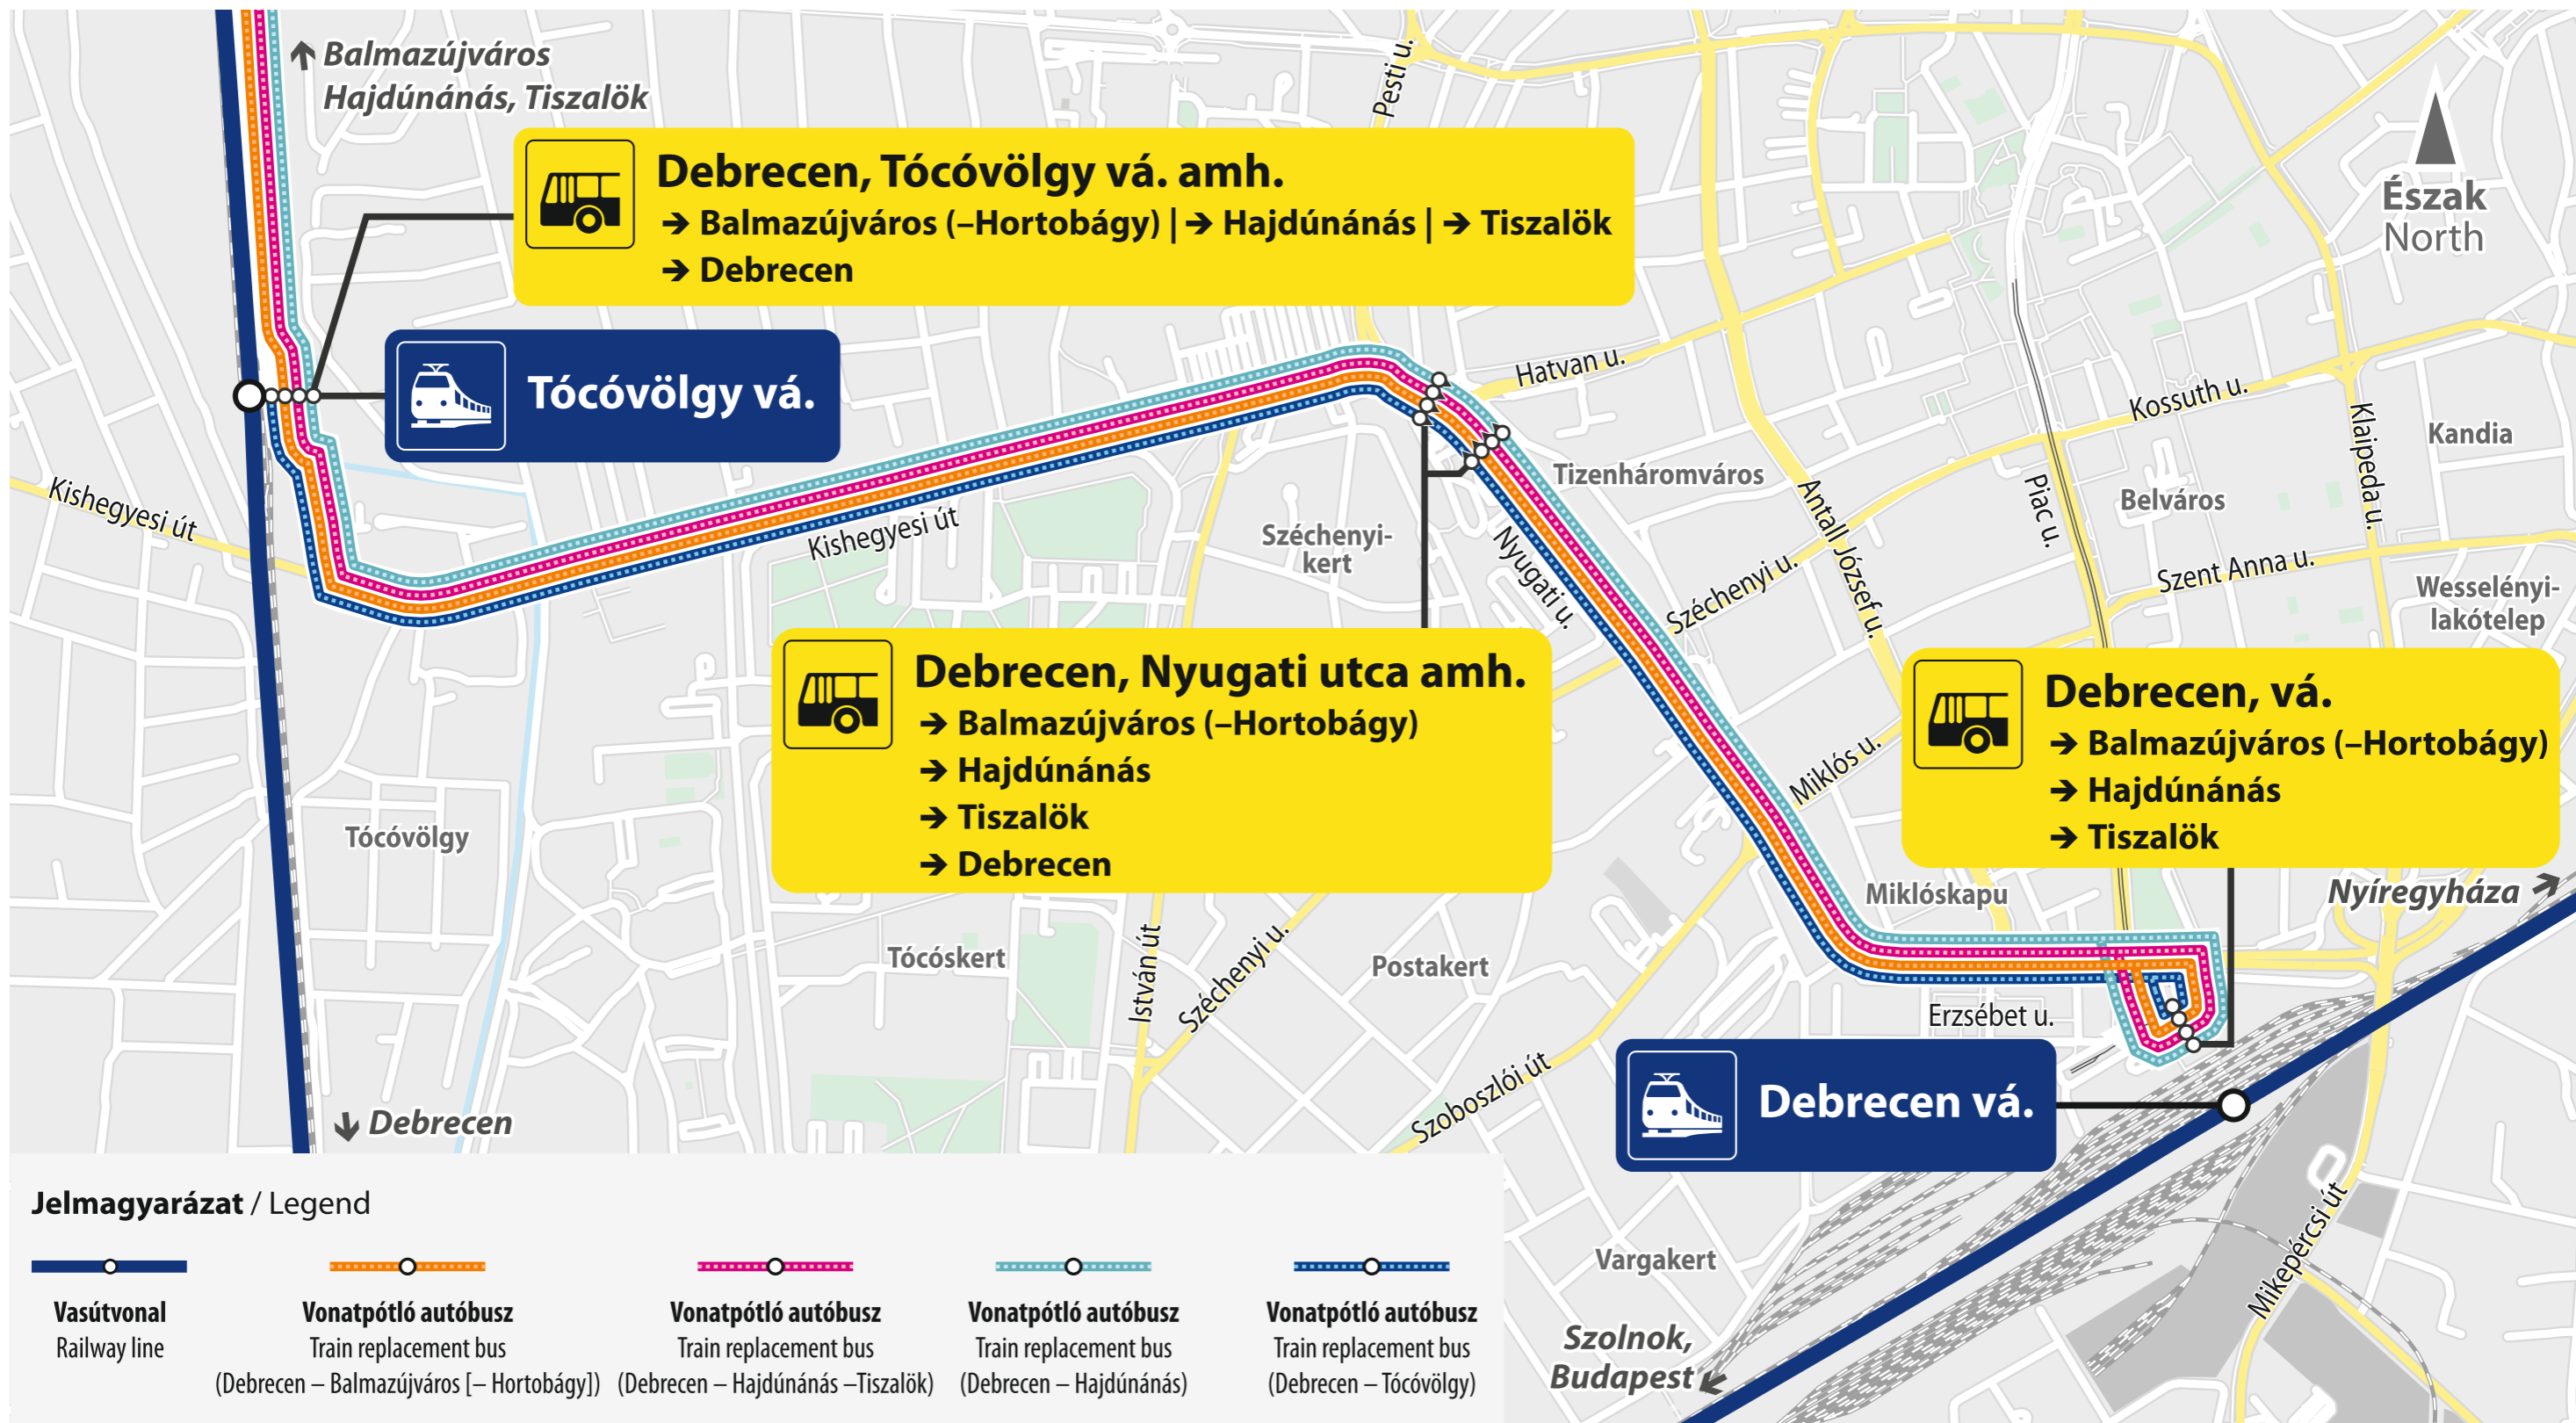 Balmazújváros
Hajdúnánás, Tiszalök
Pesti u.
Észak
North
Debrecen, Tócóvölgy vá. amh.
➔ Balmazújváros (–Hortobágy) | ➔ Hajdúnánás | ➔ Tiszalök
➔ Debrecen
Tócóvölgy vá.
Hatvan u.
Kossuth u.
Klaipeda u.
Kandia
Kishegyesi út
Kishegyesi út
Széchenyi-
kert
Tizenháromváros
Nyugati u.
Antall József u.
Széchenyi u.
Piac u.
Belváros
Szent Anna u.
Wesselényi-
lakótelep
Debrecen, Nyugati utca amh.
➔ Balmazújváros (–Hortobágy)
➔ Hajdúnánás
➔ Tiszalök
➔ Debrecen
Debrecen, vá.
➔ Balmazújváros (–Hortobágy)
➔ Hajdúnánás
➔ Tiszalök
Miklós u.
Tócóvölgy
Miklóskapu
Nyíregyháza
Tócóskert
István út
Széchenyi u.
Postakert
Erzsébet u.
Szoboszlói út
Debrecen vá.
Debrecen
Vargakert
Mikepércsi út
Szolnok,
Budapest
Jelmagyarázat / Legend
Vasútvonal
Railway line
Vonatpótló autóbusz
Train replacement bus
(Debrecen – Balmazújváros [– Hortobágy])
Vonatpótló autóbusz
Train replacement bus
(Debrecen – Hajdúnánás –Tiszalök)
Vonatpótló autóbusz
Train replacement bus
(Debrecen – Hajdúnánás)
Vonatpótló autóbusz
Train replacement bus
(Debrecen – Tócóvölgy)